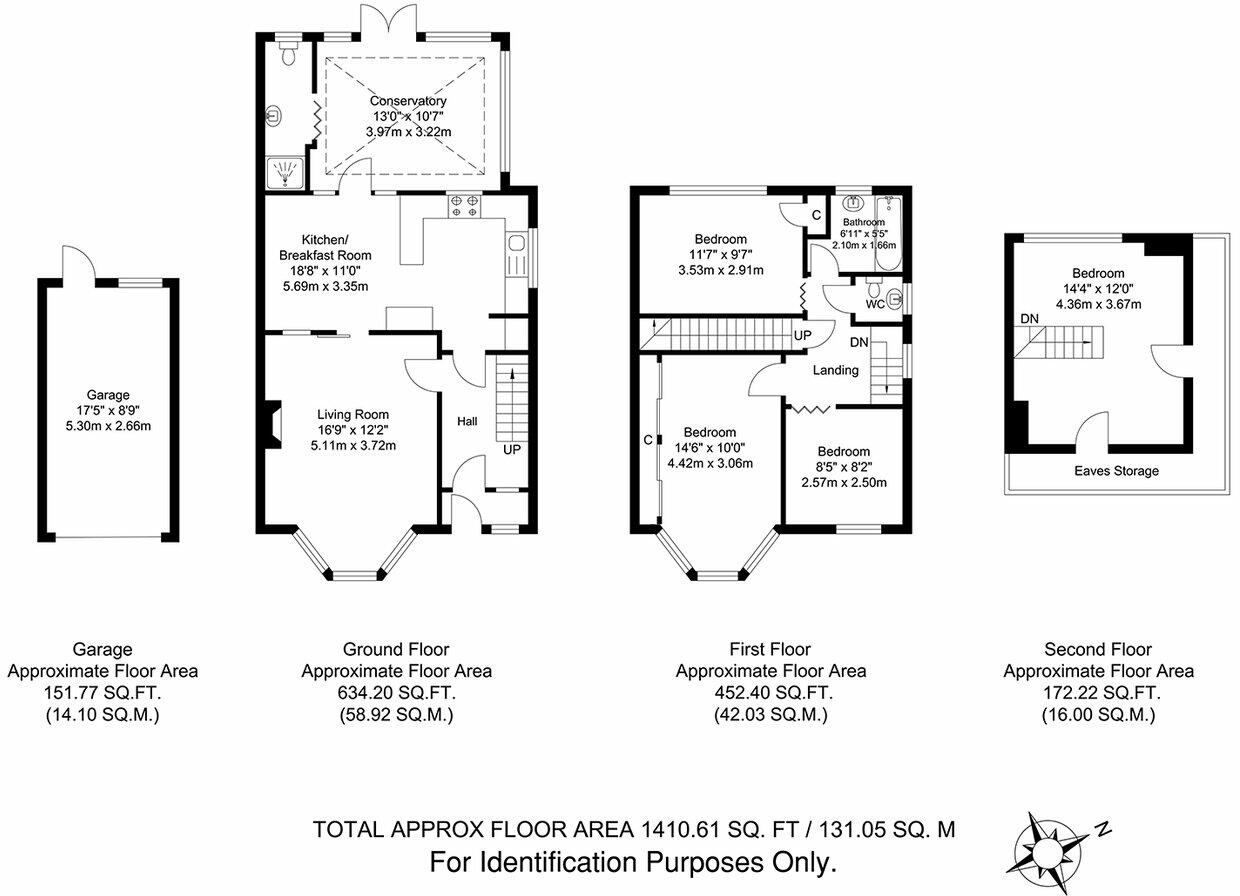 Garage
17'5" x 8'9"
5.30m x 2.66m
Conservatory
13'0" x 10'7"
3.97m x 3.22m
Kitchen/
Breakfast Room
18'8" x 11'0"
5.69m x 3.35m
Living Room
16'9" x 12'2"
5.11m x 3.72m
Hall
UP
Bedroom
11'7" x 9'7"
3.53m x 2.91m
C
Bathroom
6'11" x 5'5"
2.10m x 1.66m
WC
UP
DN
Landing
C
Bedroom
14'6" x 10'0"
4.42m x 3.06m
Bedroom
8'5" x 8'2"
2.57m x 2.50m
Bedroom
14'4" x 12'0"
4.36m x 3.67m
DN
Eaves Storage
Garage
Approximate Floor Area
151.77 SQ.FT.
(14.10 SQ.M.)
Ground Floor
Approximate Floor Area
634.20 SQ.FT.
(58.92 SQ.M.)
First Floor
Approximate Floor Area
452.40 SQ.FT.
(42.03 SQ.M.)
Second Floor
Approximate Floor Area
172.22 SQ.FT.
(16.00 SQ.M.)
TOTAL APPROX FLOOR AREA 1410.61 SQ. FT / 131.05 SQ. M
For Identification Purposes Only.
N